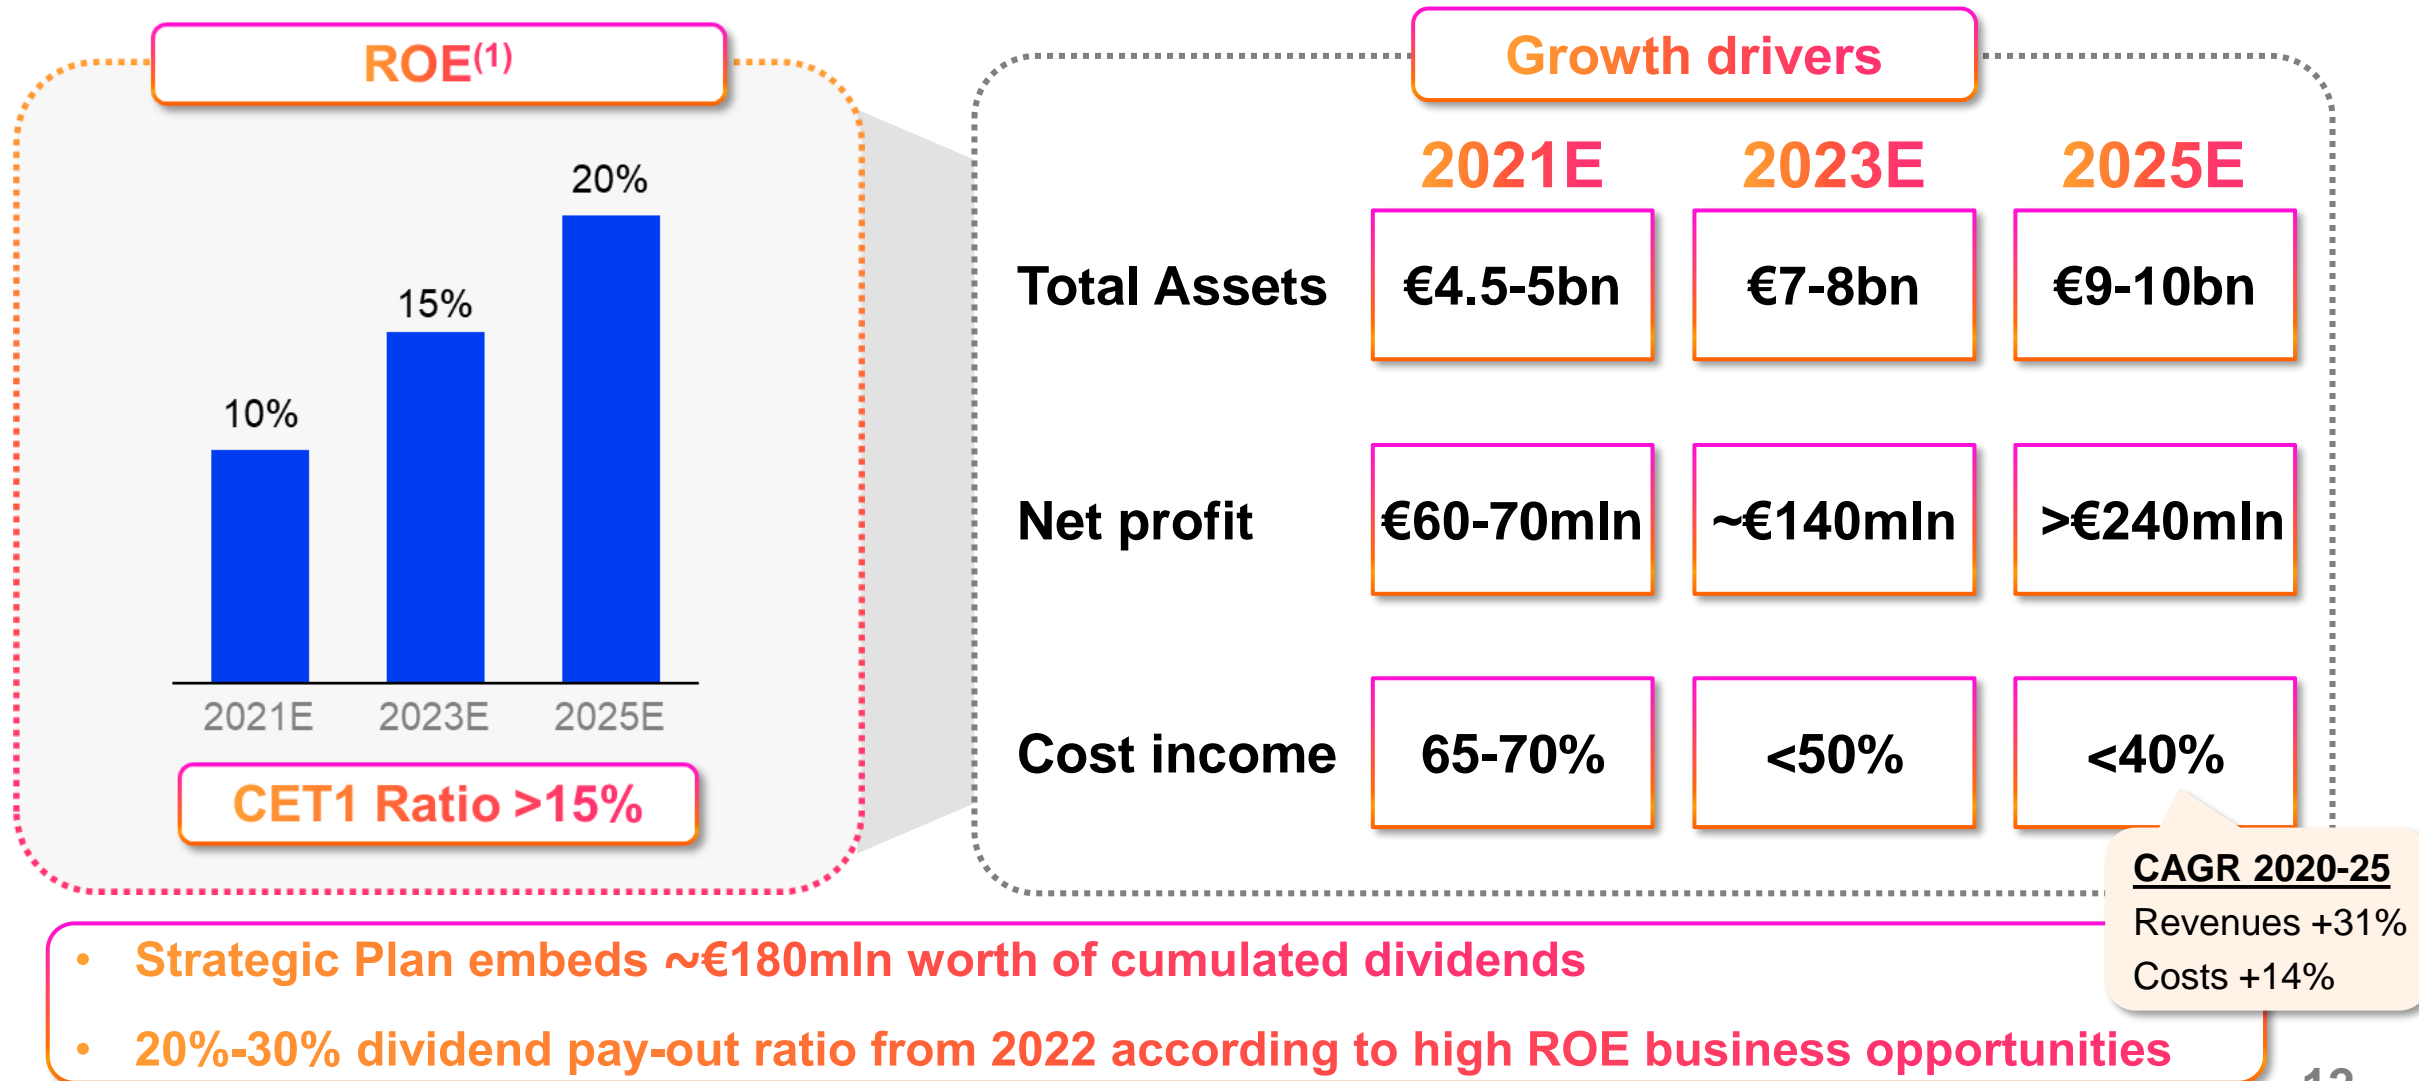 ROE(1)
20%
15%
10%
2021E 2023E 2025E
CET1 Ratio >15%
Growth drivers
2021E 2023E 2025E
Total Assets €4.5-5bn €7-8bn €9-10bn
Net profit €60-70mln ~€140mln >€240mln
Cost income 65-70% <50% <40%
CAGR 2020-25
Revenues +31%
Costs +14%
• Strategic Plan embeds ~€180mln worth of cumulated dividends
• 20%-30% dividend pay-out ratio from 2022 according to high ROE business opportunities